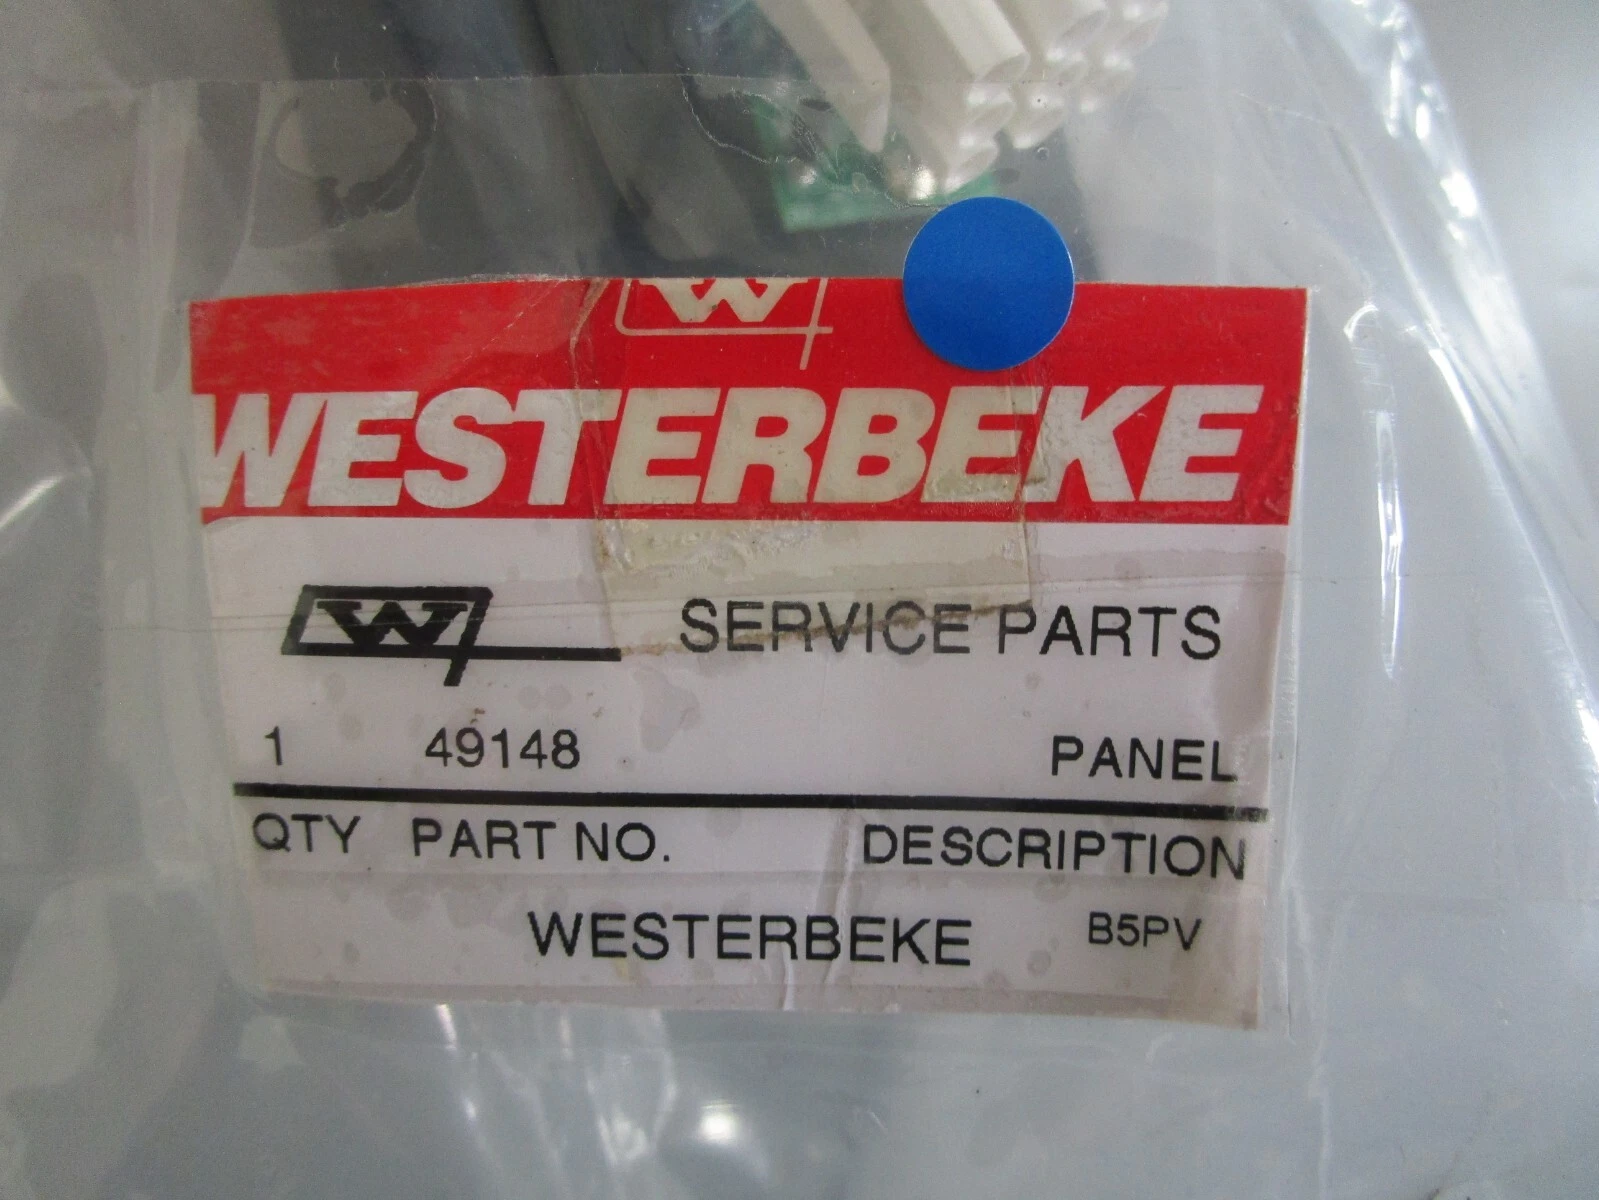 W
WESTERBEKE
W SERVICE PARTS
1 49148 PANEL
QTY PART NO. DESCRIPTION
WESTERBEKE B5PV